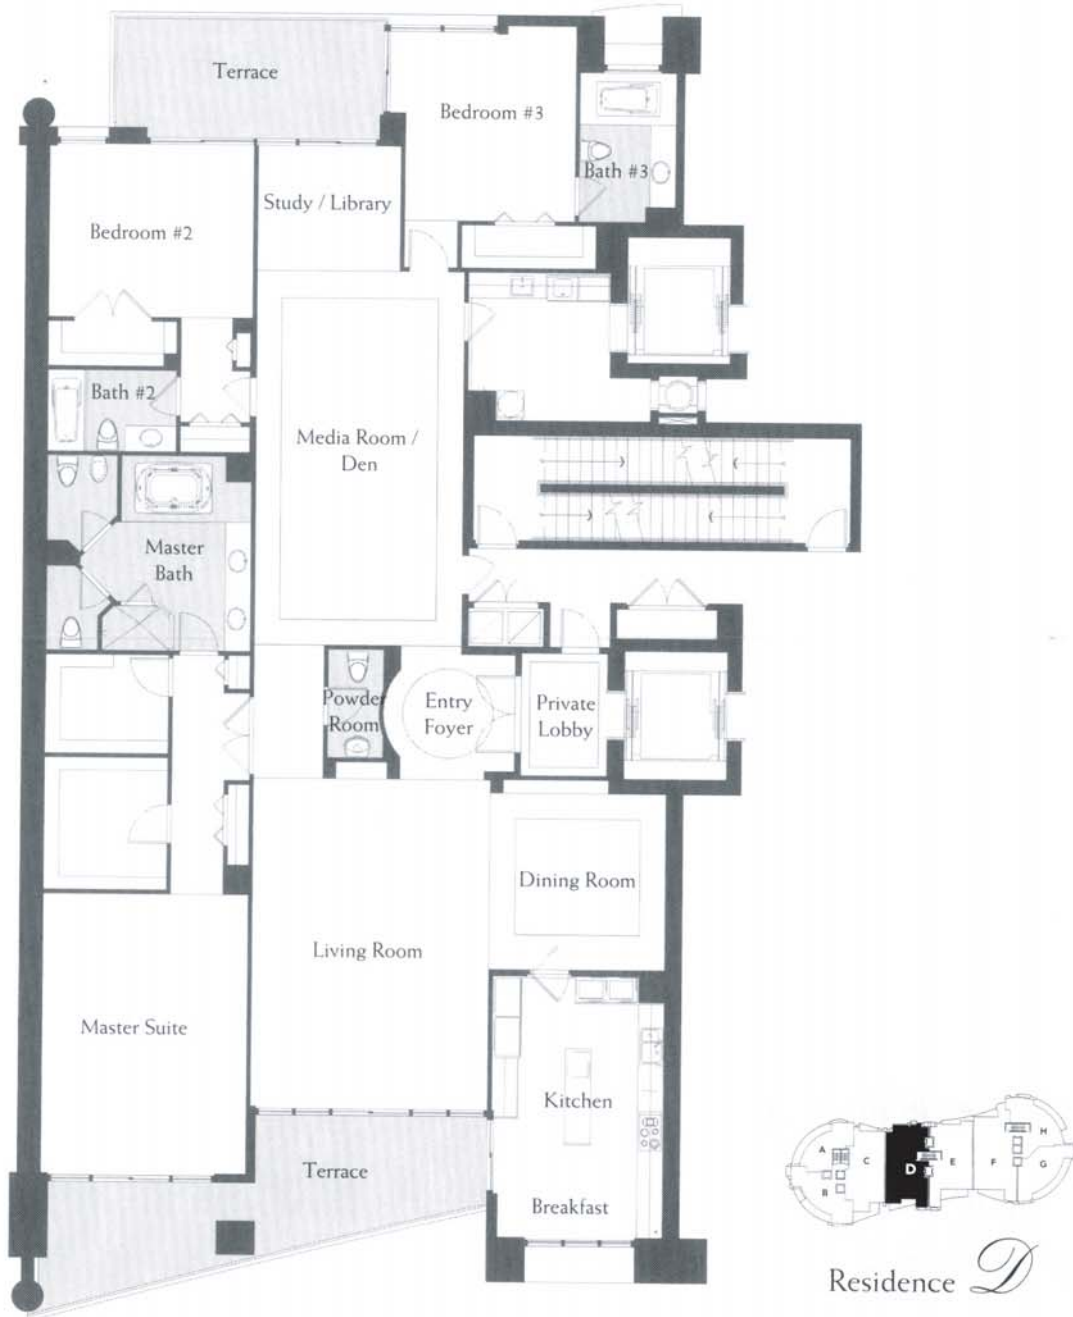 Terrace
Bedroom #3
Bath #3
Study / Library
Bedroom #2
Bath #2
Media Room /
Den
Master
Bath
Powder
Room
Entry
Foyer
Private
Lobby
Dining Room
Living Room
Master Suite
Kitchen
Terrace
Breakfast
A
B
C
D
E
F
G
H
Residence D